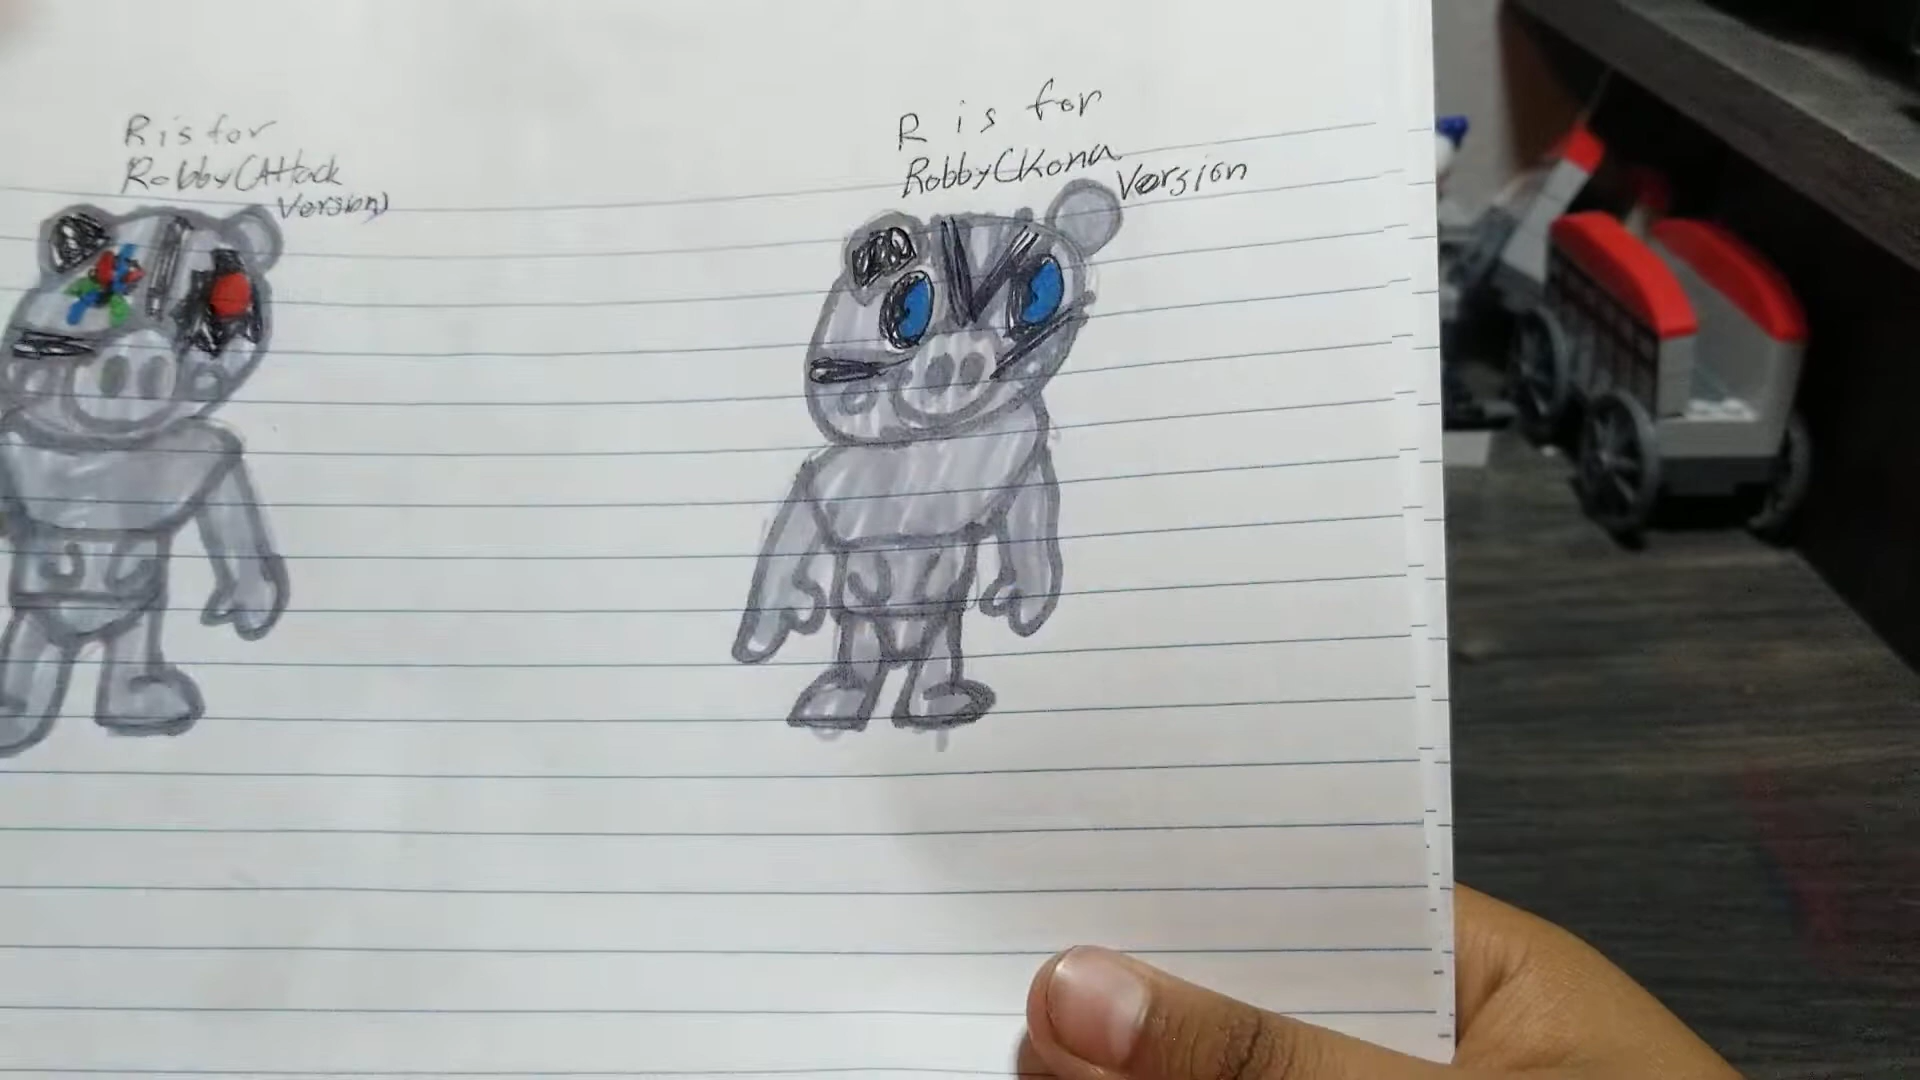 R is for
Robby(Attack
Version)
R is for
Robby(Kona
Version